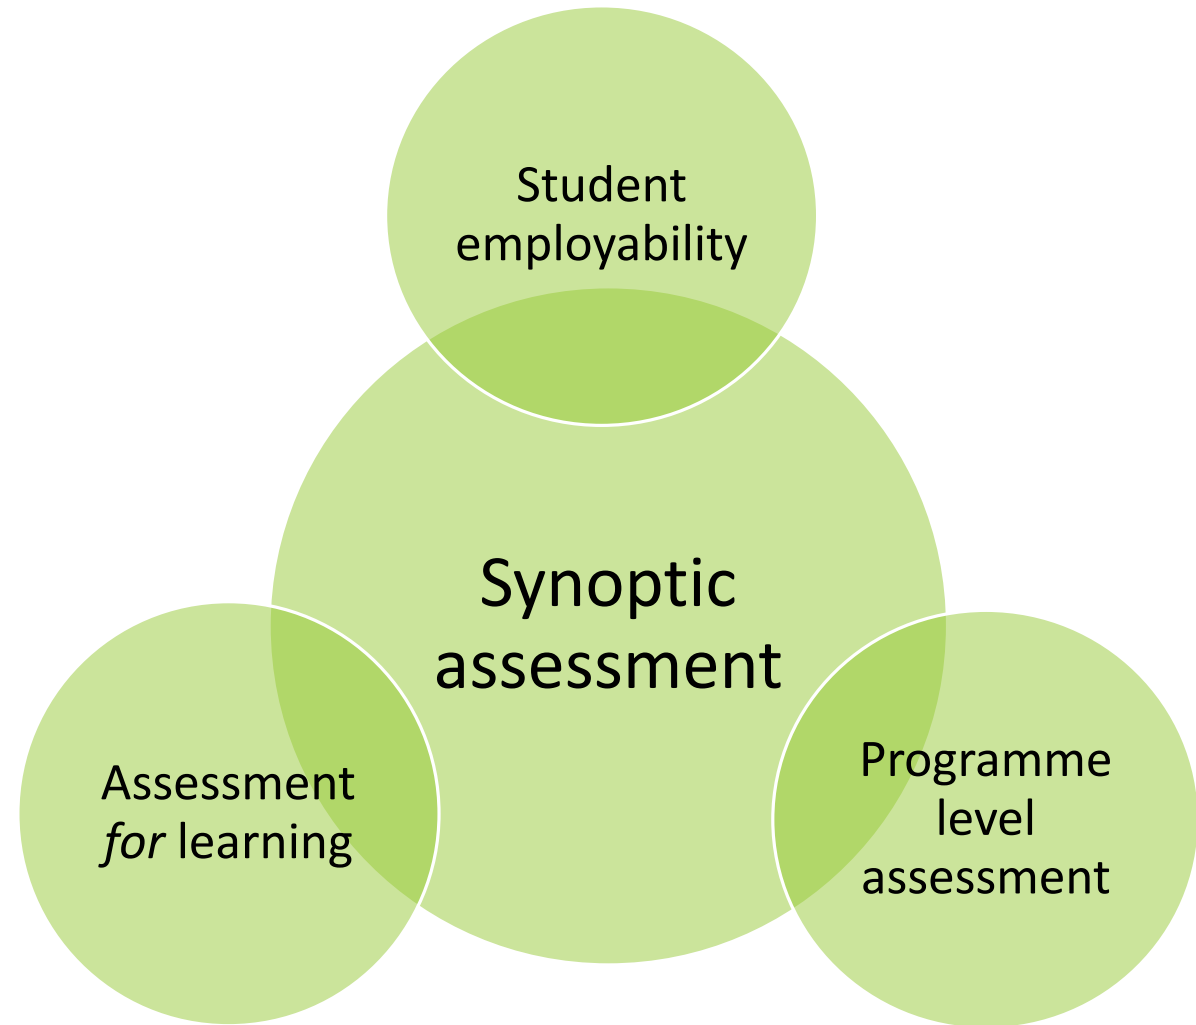 Student
employability
Synoptic
assessment
Assessment
for learning
Programme
level
assessment